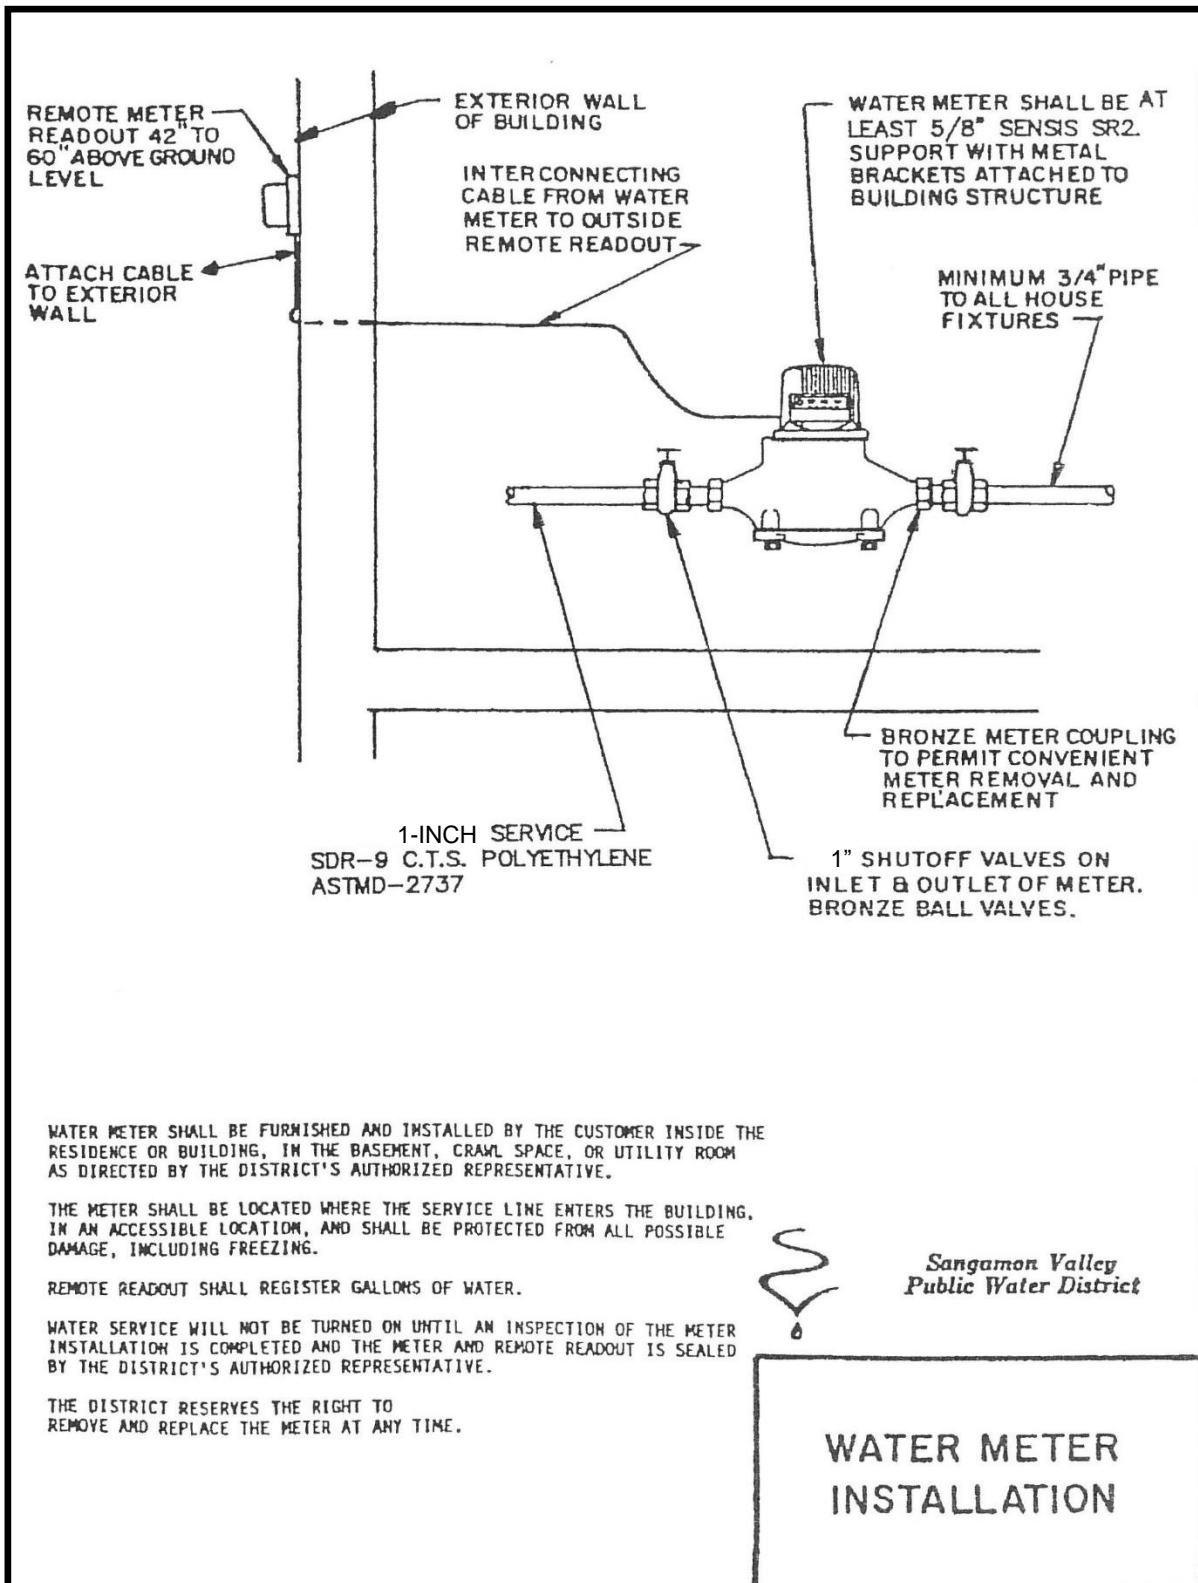 REMOTE METER
READOUT 42" TO
60" ABOVE GROUND
LEVEL
EXTERIOR WALL
OF BUILDING
WATER METER SHALL BE AT
LEAST 5/8" SENSIS SR2.
SUPPORT WITH METAL
BRACKETS ATTACHED TO
BUILDING STRUCTURE
INTERCONNECTING
CABLE FROM WATER
METER TO OUTSIDE
REMOTE READOUT
ATTACH CABLE
TO EXTERIOR
WALL
MINIMUM 3/4" PIPE
TO ALL HOUSE
FIXTURES
BRONZE METER COUPLING
TO PERMIT CONVENIENT
METER REMOVAL AND
REPLACEMENT
1-INCH SERVICE
SDR-9 C.T.S. POLYETHYLENE
ASTMD-2737
1” SHUTOFF VALVES ON
INLET & OUTLET OF METER.
BRONZE BALL VALVES.
WATER METER SHALL BE FURNISHED AND INSTALLED BY THE CUSTOMER INSIDE THE
RESIDENCE OR BUILDING, IN THE BASEMENT, CRAWL SPACE, OR UTILITY ROOM
AS DIRECTED BY THE DISTRICT'S AUTHORIZED REPRESENTATIVE.
THE METER SHALL BE LOCATED WHERE THE SERVICE LINE ENTERS THE BUILDING,
IN AN ACCESSIBLE LOCATION, AND SHALL BE PROTECTED FROM ALL POSSIBLE
DAMAGE, INCLUDING FREEZING.
REMOTE READOUT SHALL REGISTER GALLONS OF WATER.
WATER SERVICE WILL NOT BE TURNED ON UNTIL AN INSPECTION OF THE METER
INSTALLATION IS COMPLETED AND THE METER AND REMOTE READOUT IS SEALED
BY THE DISTRICT'S AUTHORIZED REPRESENTATIVE.
THE DISTRICT RESERVES THE RIGHT TO
REMOVE AND REPLACE THE METER AT ANY TIME.
Sangamon Valley
Public Water District
WATER METER
INSTALLATION